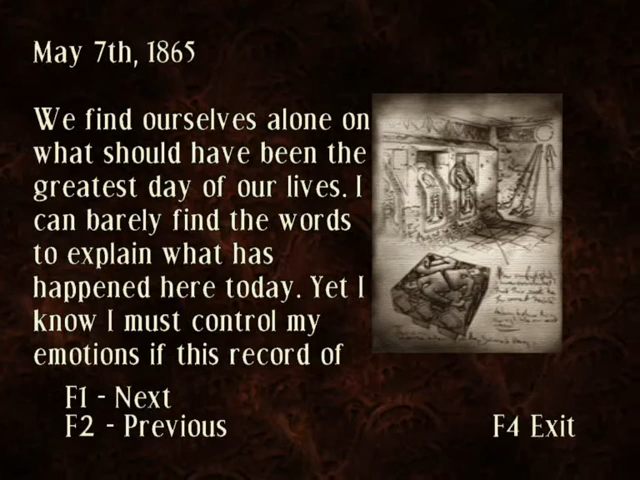 May 7th, 1865
We find ourselves alone on
what should have been the
greatest day of our lives. I
can barely find the words
to explain what has
happened here today. Yet I
know I must control my
emotions if this record of
F1 - Next
F2 - Previous
F4 Exit